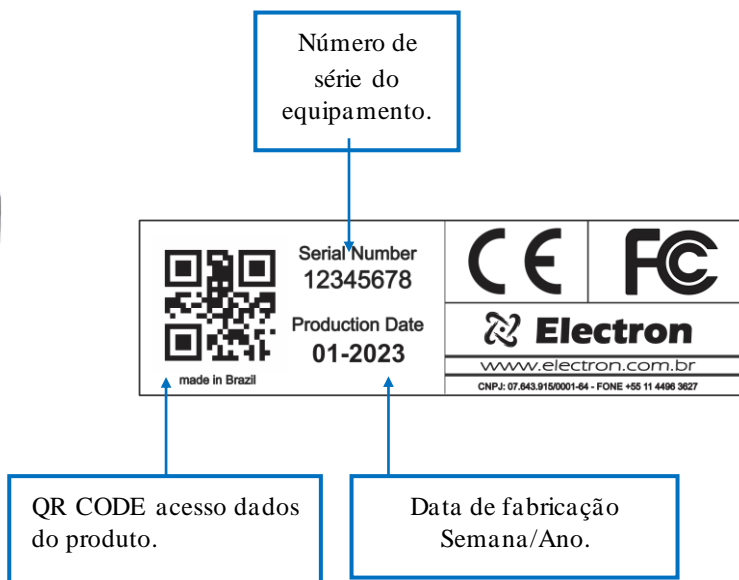 Número de
série do
equipamento.
Serial Number
12345678
Production Date
01-2023
made in Brazil
CE
FC
Electron
www.electron.com.br
CNPJ: 07.643.915/0001-64 - FONE +55 11 4496 3627
QR CODE acesso dados
do produto.
Data de fabricação
Semana/Ano.